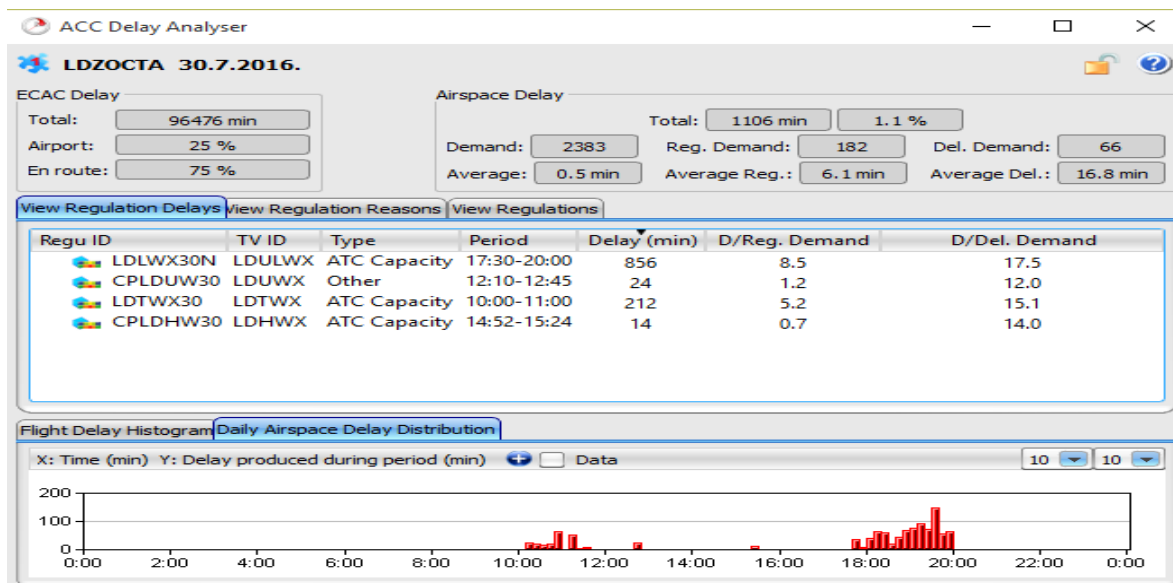 ACC Delay Analyser
LDZOCTA 30.7.2016.
ECAC Delay
Total: 96476 min
Airport: 25 %
En route: 75 %
Airspace Delay
Total: 1106 min 1.1 %
Demand: 2383 Reg. Demand: 182 Del. Demand: 66
Average: 0.5 min Average Reg.: 6.1 min Average Del.: 16.8 min
View Regulation Delays View Regulation Reasons View Regulations
Regu ID TV ID Type Period Delay (min) D/Reg. Demand D/Del. Demand
LDLWX30N LDULWX ATC Capacity 17:30-20:00 856 8.5 17.5
CPLDUW30 LDUWX Other 12:10-12:45 24 1.2 12.0
LDTWX30 LDTWX ATC Capacity 10:00-11:00 212 5.2 15.1
CPLDHW30 LDHWX ATC Capacity 14:52-15:24 14 0.7 14.0
Flight Delay Histogram Daily Airspace Delay Distribution
X: Time (min) Y: Delay produced during period (min) Data 10 10
200
100
0
0:00 2:00 4:00 6:00 8:00 10:00 12:00 14:00 16:00 18:00 20:00 22:00 0:00